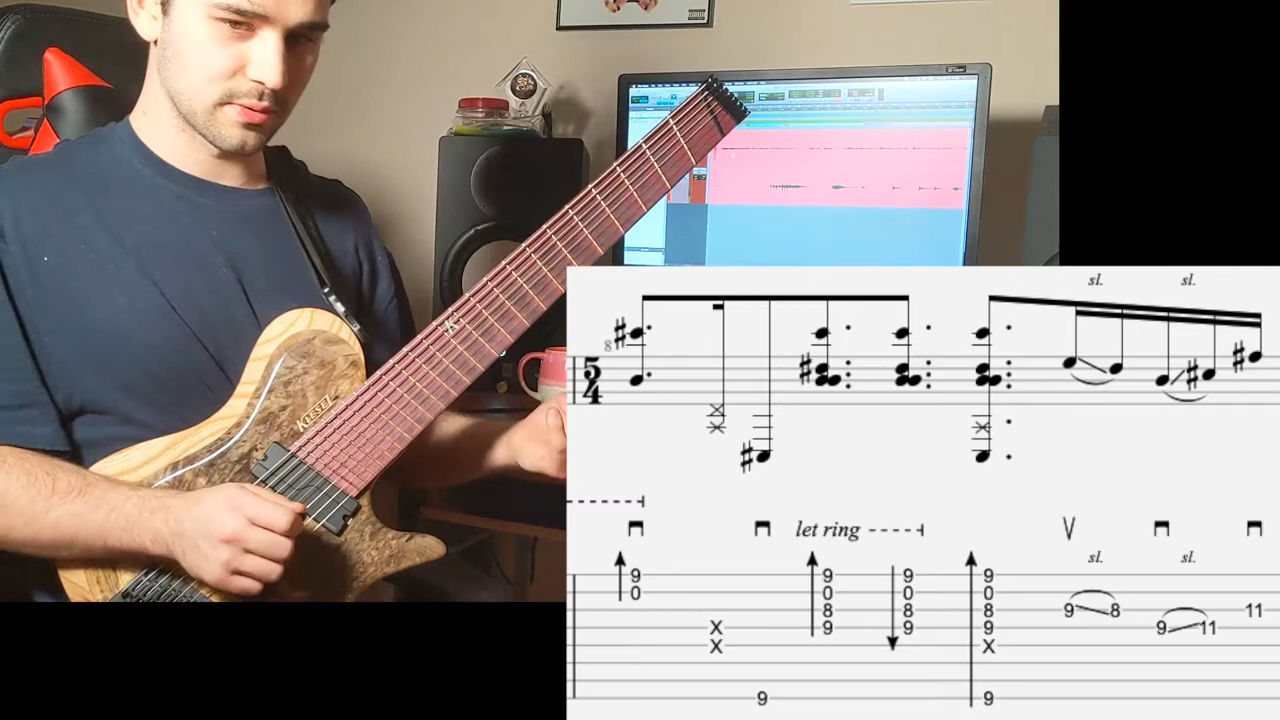 KIESEL
K
sl. sl.
8
5
4
let ring
sl. sl.
9 9 9 9
0 0 0 0
8 8 8 9 8 11
X 9 9 9 9 11
X X
9 9